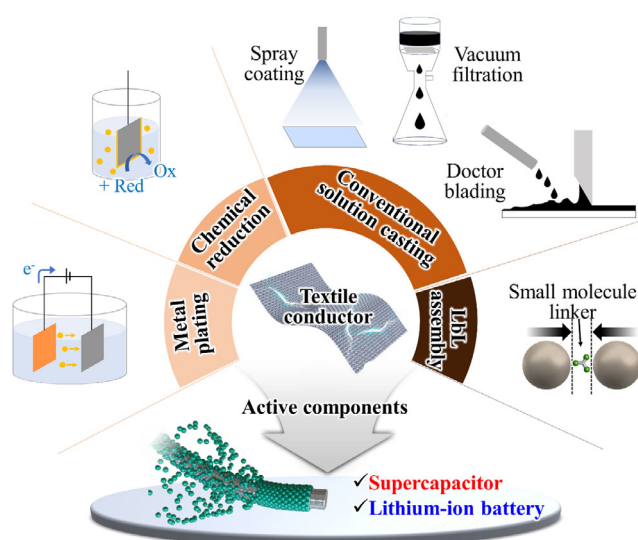 Spray
coating
Vacuum
filtration
Doctor
blading
Ox
+ Red
Chemical
reduction
Conventional
solution casting
e-
Metal
plating
Textile
conductor
LbL
assembly
Small molecule
linker
Active components
✓Supercapacitor
✓Lithium-ion battery